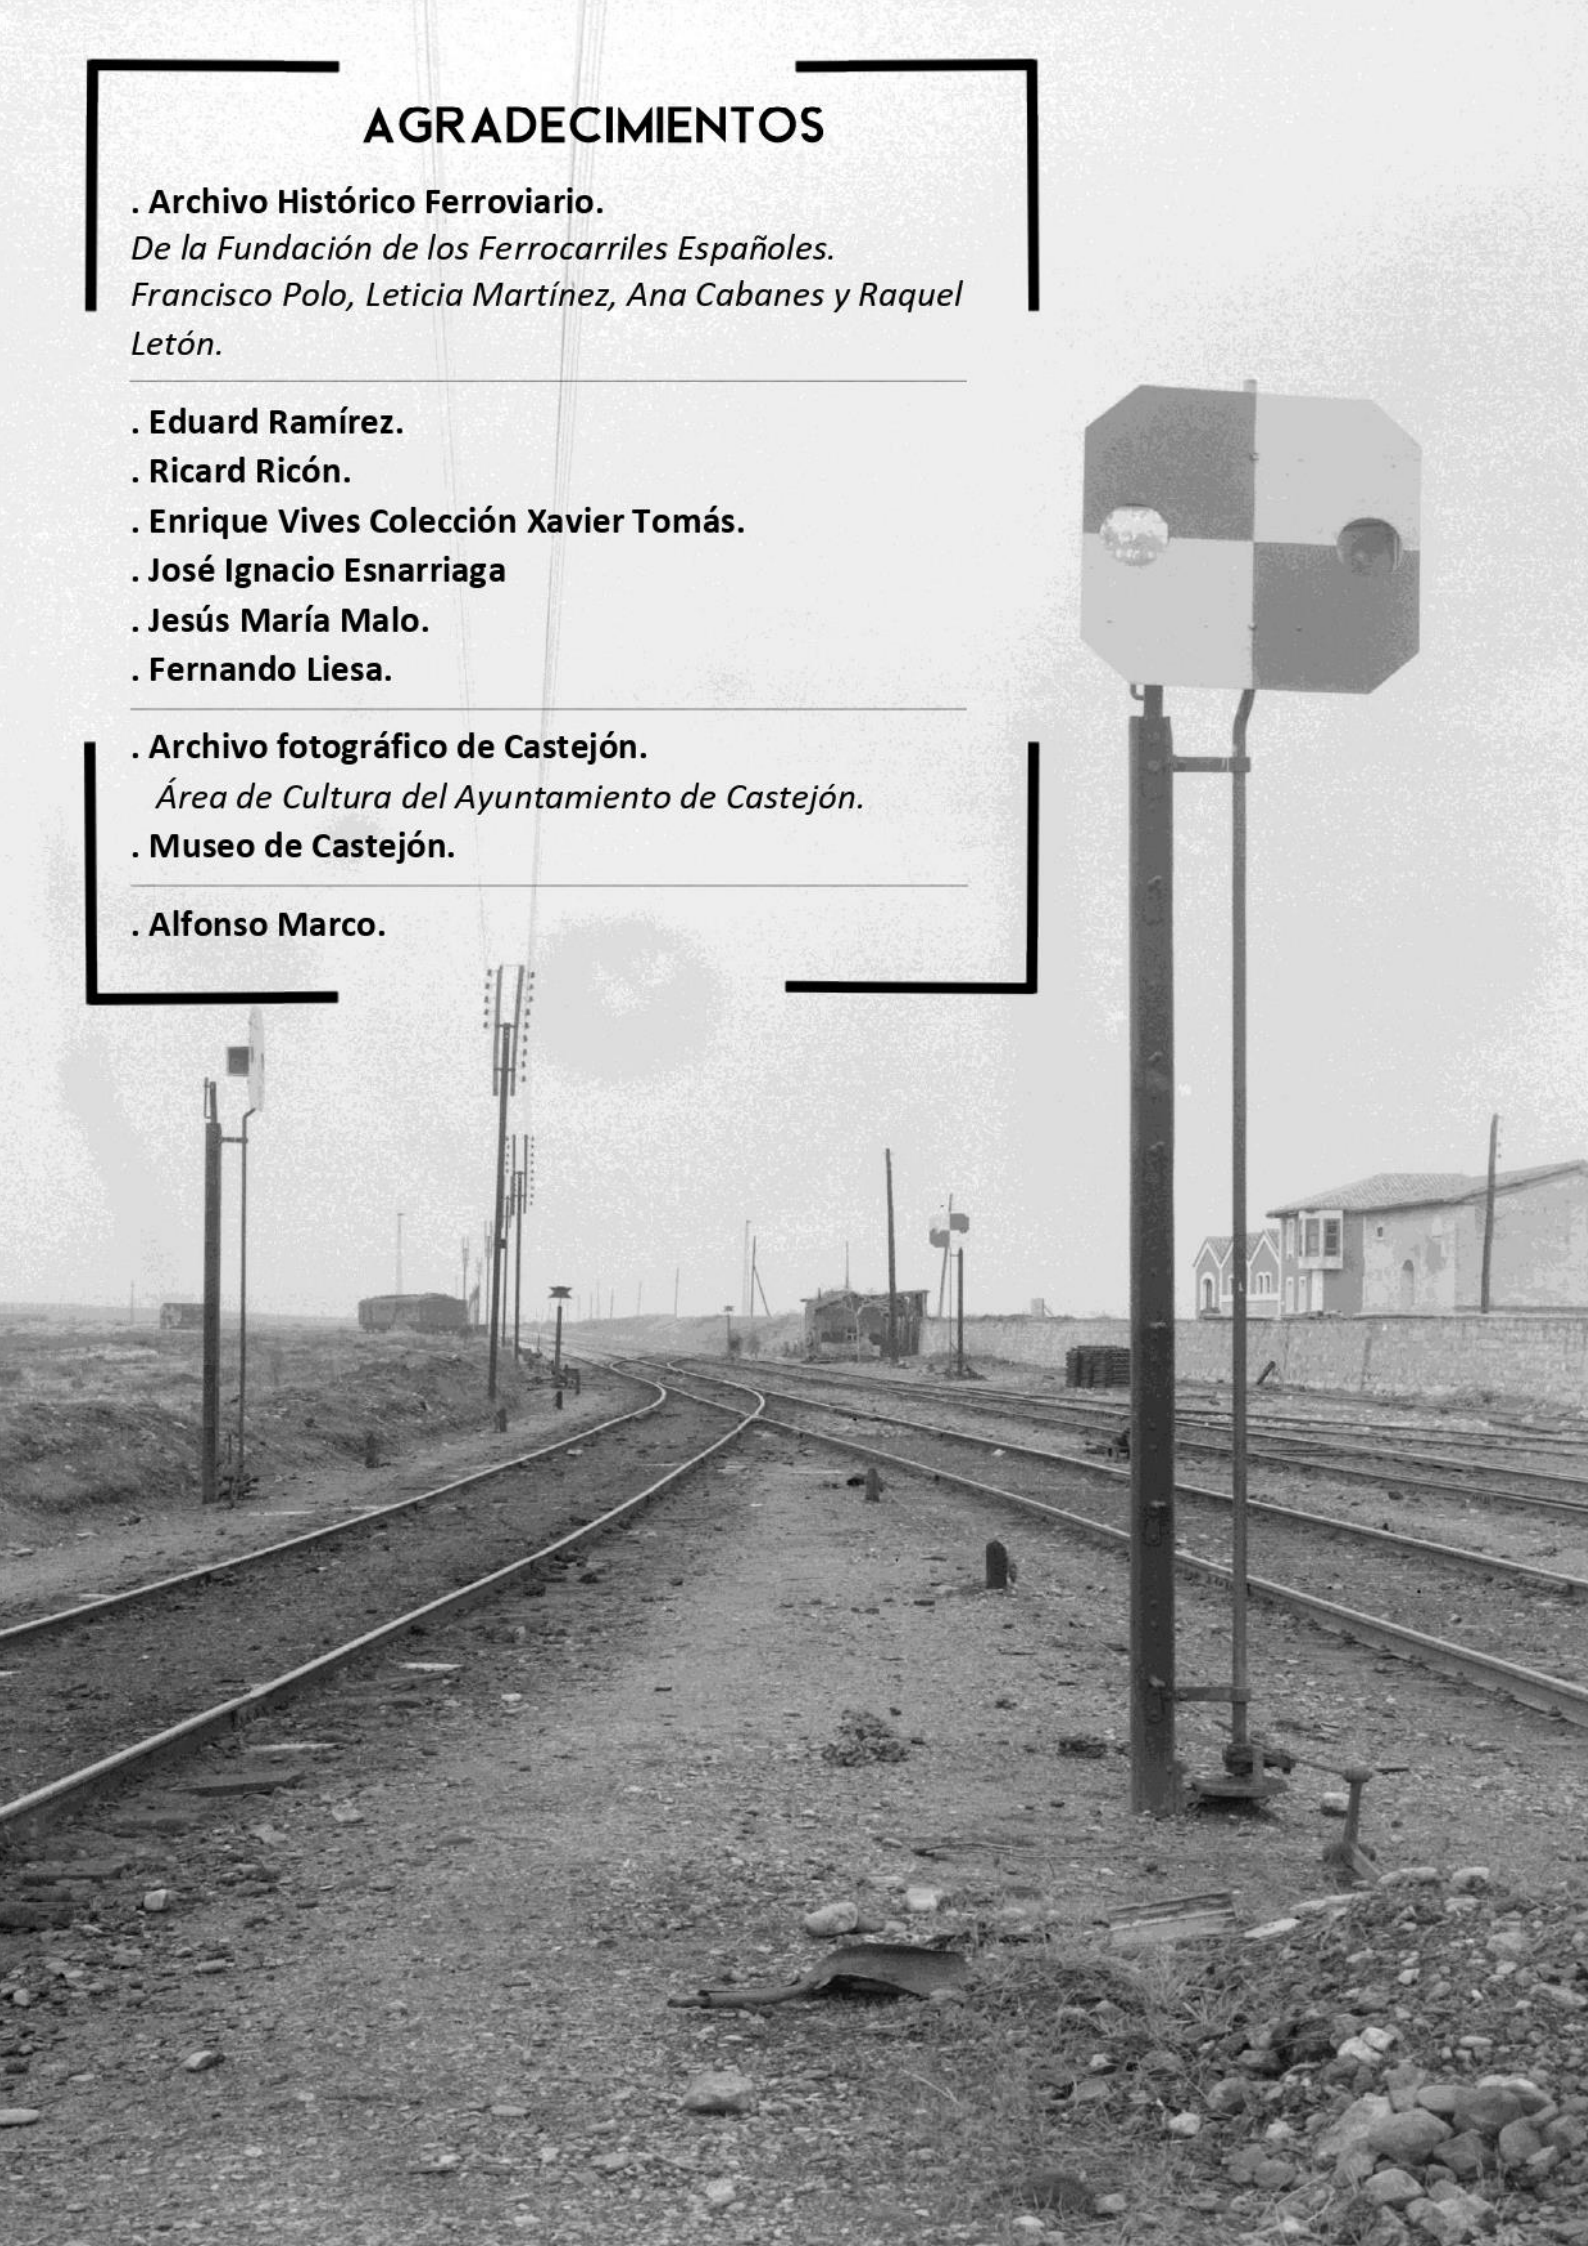 AGRADECIMIENTOS
. Archivo Histórico Ferroviario.
De la Fundación de los Ferrocarriles Españoles.
Francisco Polo, Leticia Martínez, Ana Cabanes y Raquel
Letón.
. Eduard Ramírez.
. Ricard Ricón.
. Enrique Vives Colección Xavier Tomás.
. José Ignacio Esnarriaga
. Jesús María Malo.
. Fernando Liesa.
. Archivo fotográfico de Castejón.
Área de Cultura del Ayuntamiento de Castejón.
. Museo de Castejón.
. Alfonso Marco.